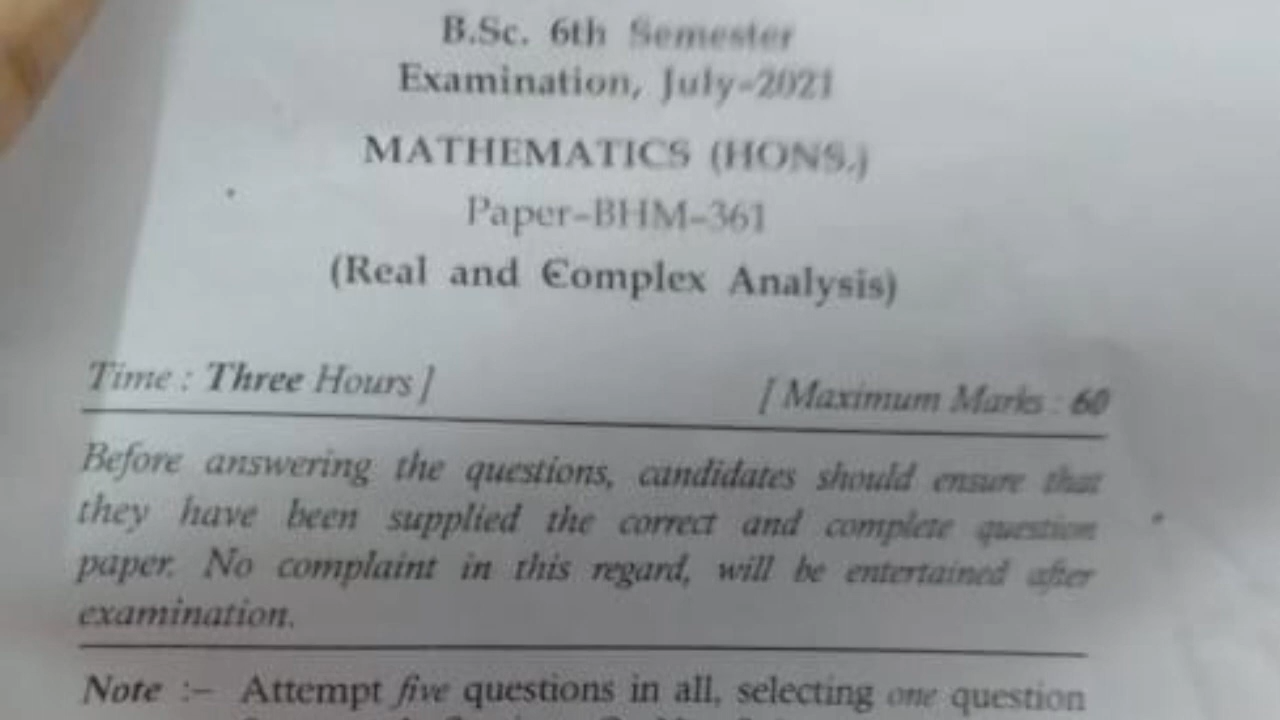 B.Sc. 6th Semester
Examination, July-2021
MATHEMATICS (HONS.)
Paper-BHM-361
(Real and Complex Analysis)
Time : Three Hours ]
[ Maximum Marks : 60
Before answering the questions, candidates should ensure that
they have been supplied the correct and complete question
paper. No complaint in this regard, will be entertained after
examination.
Note :– Attempt five questions in all, selecting one question